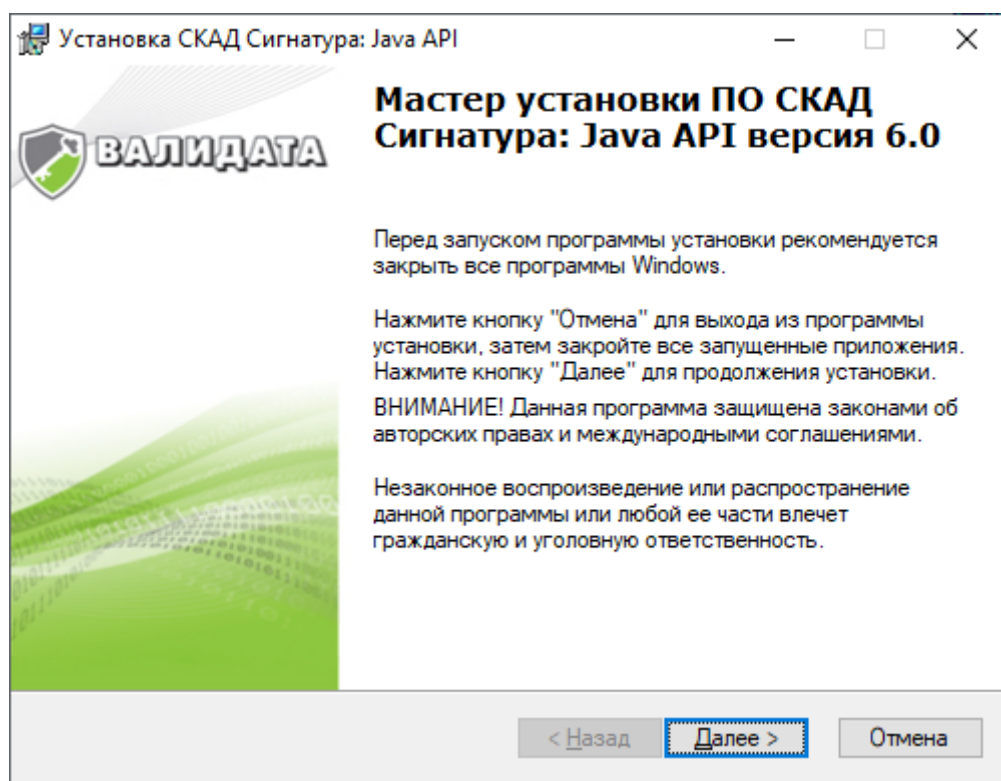 Установка СКАД Сигнатура: Java API
Мастер установки ПО СКАД
Сигнатура: Java API версия 6.0
ВАЛИДАТА
Перед запуском программы установки рекомендуется
закрыть все программы Windows.
Нажмите кнопку "Отмена" для выхода из программы
установки, затем закройте все запущенные приложения.
Нажмите кнопку "Далее" для продолжения установки.
ВНИМАНИЕ! Данная программа защищена законами об
авторских правах и международными соглашениями.
Незаконное воспроизведение или распространение
данной программы или любой ее части влечет
гражданскую и уголовную ответственность.
< Назад Далее > Отмена